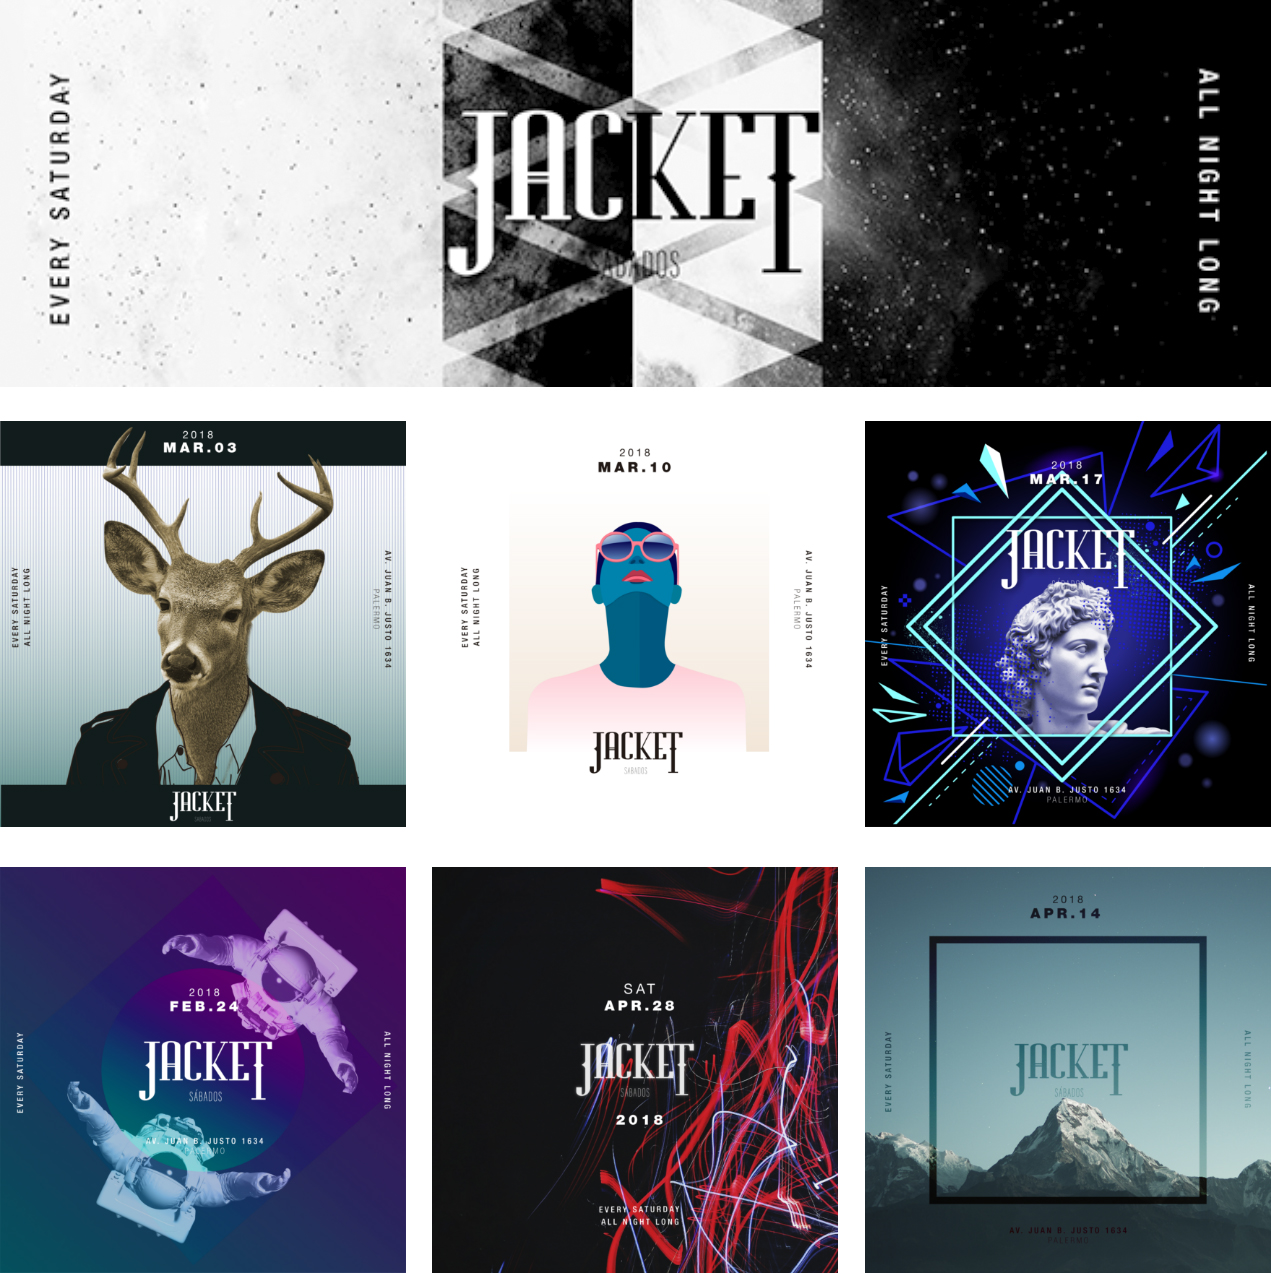 EVERY SATURDAY
JACKET
SÁBADOS
ALL NIGHT LONG
2018
MAR.03
EVERY SATURDAY
ALL NIGHT LONG
AV. JUAN B. JUSTO 1634
PALERMO
JACKET
SÁBADOS
2018
MAR.10
EVERY SATURDAY
ALL NIGHT LONG
AV. JUAN B. JUSTO 1634
PALERMO
JACKET
SÁBADOS
2018
MAR.17
JACKET
SÁBADOS
EVERY SATURDAY
ALL NIGHT LONG
AV. JUAN B. JUSTO 1634
PALERMO
2018
FEB.24
JACKET
SÁBADOS
EVERY SATURDAY
ALL NIGHT LONG
AV. JUAN B. JUSTO 1634
PALERMO
SAT
APR.28
JACKET
SÁBADOS
2018
EVERY SATURDAY
ALL NIGHT LONG
2018
APR.14
JACKET
SÁBADOS
EVERY SATURDAY
ALL NIGHT LONG
AV. JUAN B. JUSTO 1634
PALERMO